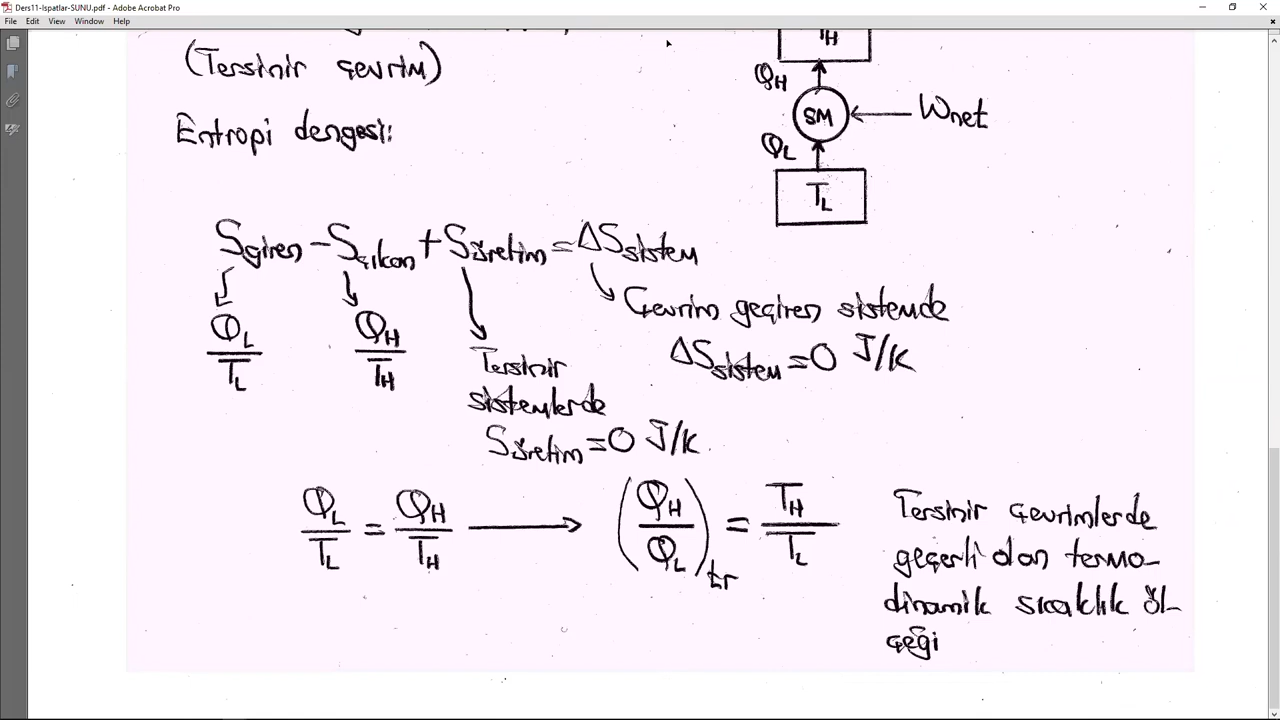 Ders11-Ispatlar-SUNU.pdf - Adobe Acrobat Pro
File Edit View Window Help
(Tersinir çevrim)
Entropi dengesi:
TH
QH
SM
Wnet
QL
TL
Sgiren - Sçıkan + Süretim = ΔSsistem
QL/TL
QH/TH
Tersinir
sistemlerde
Süretim = 0 J/K
Çevrim geçiren sistemde
ΔSsistem = 0 J/K
QL/TL = QH/TH → (QH/QL)tr = TH/TL
Tersinir çevrimlerde
geçerli olan termo-
dinamik sıcaklık öl-
çeği